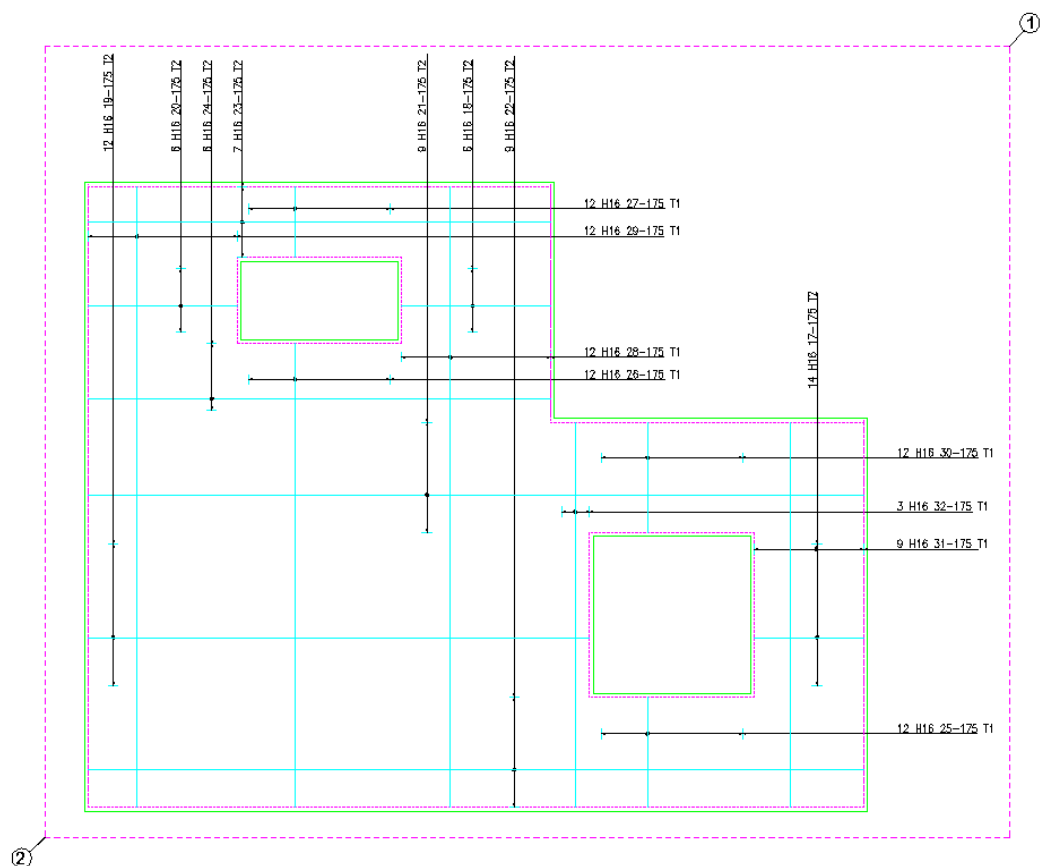 1
12 H16 19-175 T2
6 H16 20-175 T2
6 H16 24-175 T2
7 H16 23-175 T2
9 H16 21-175 T2
6 H16 18-175 T2
9 H16 22-175 T2
12 H16 27-175 T1
12 H16 29-175 T1
14 H16 17-175 T2
12 H16 28-175 T1
12 H16 26-175 T1
12 H16 30-175 T1
3 H16 32-175 T1
9 H16 31-175 T1
12 H16 25-175 T1
2